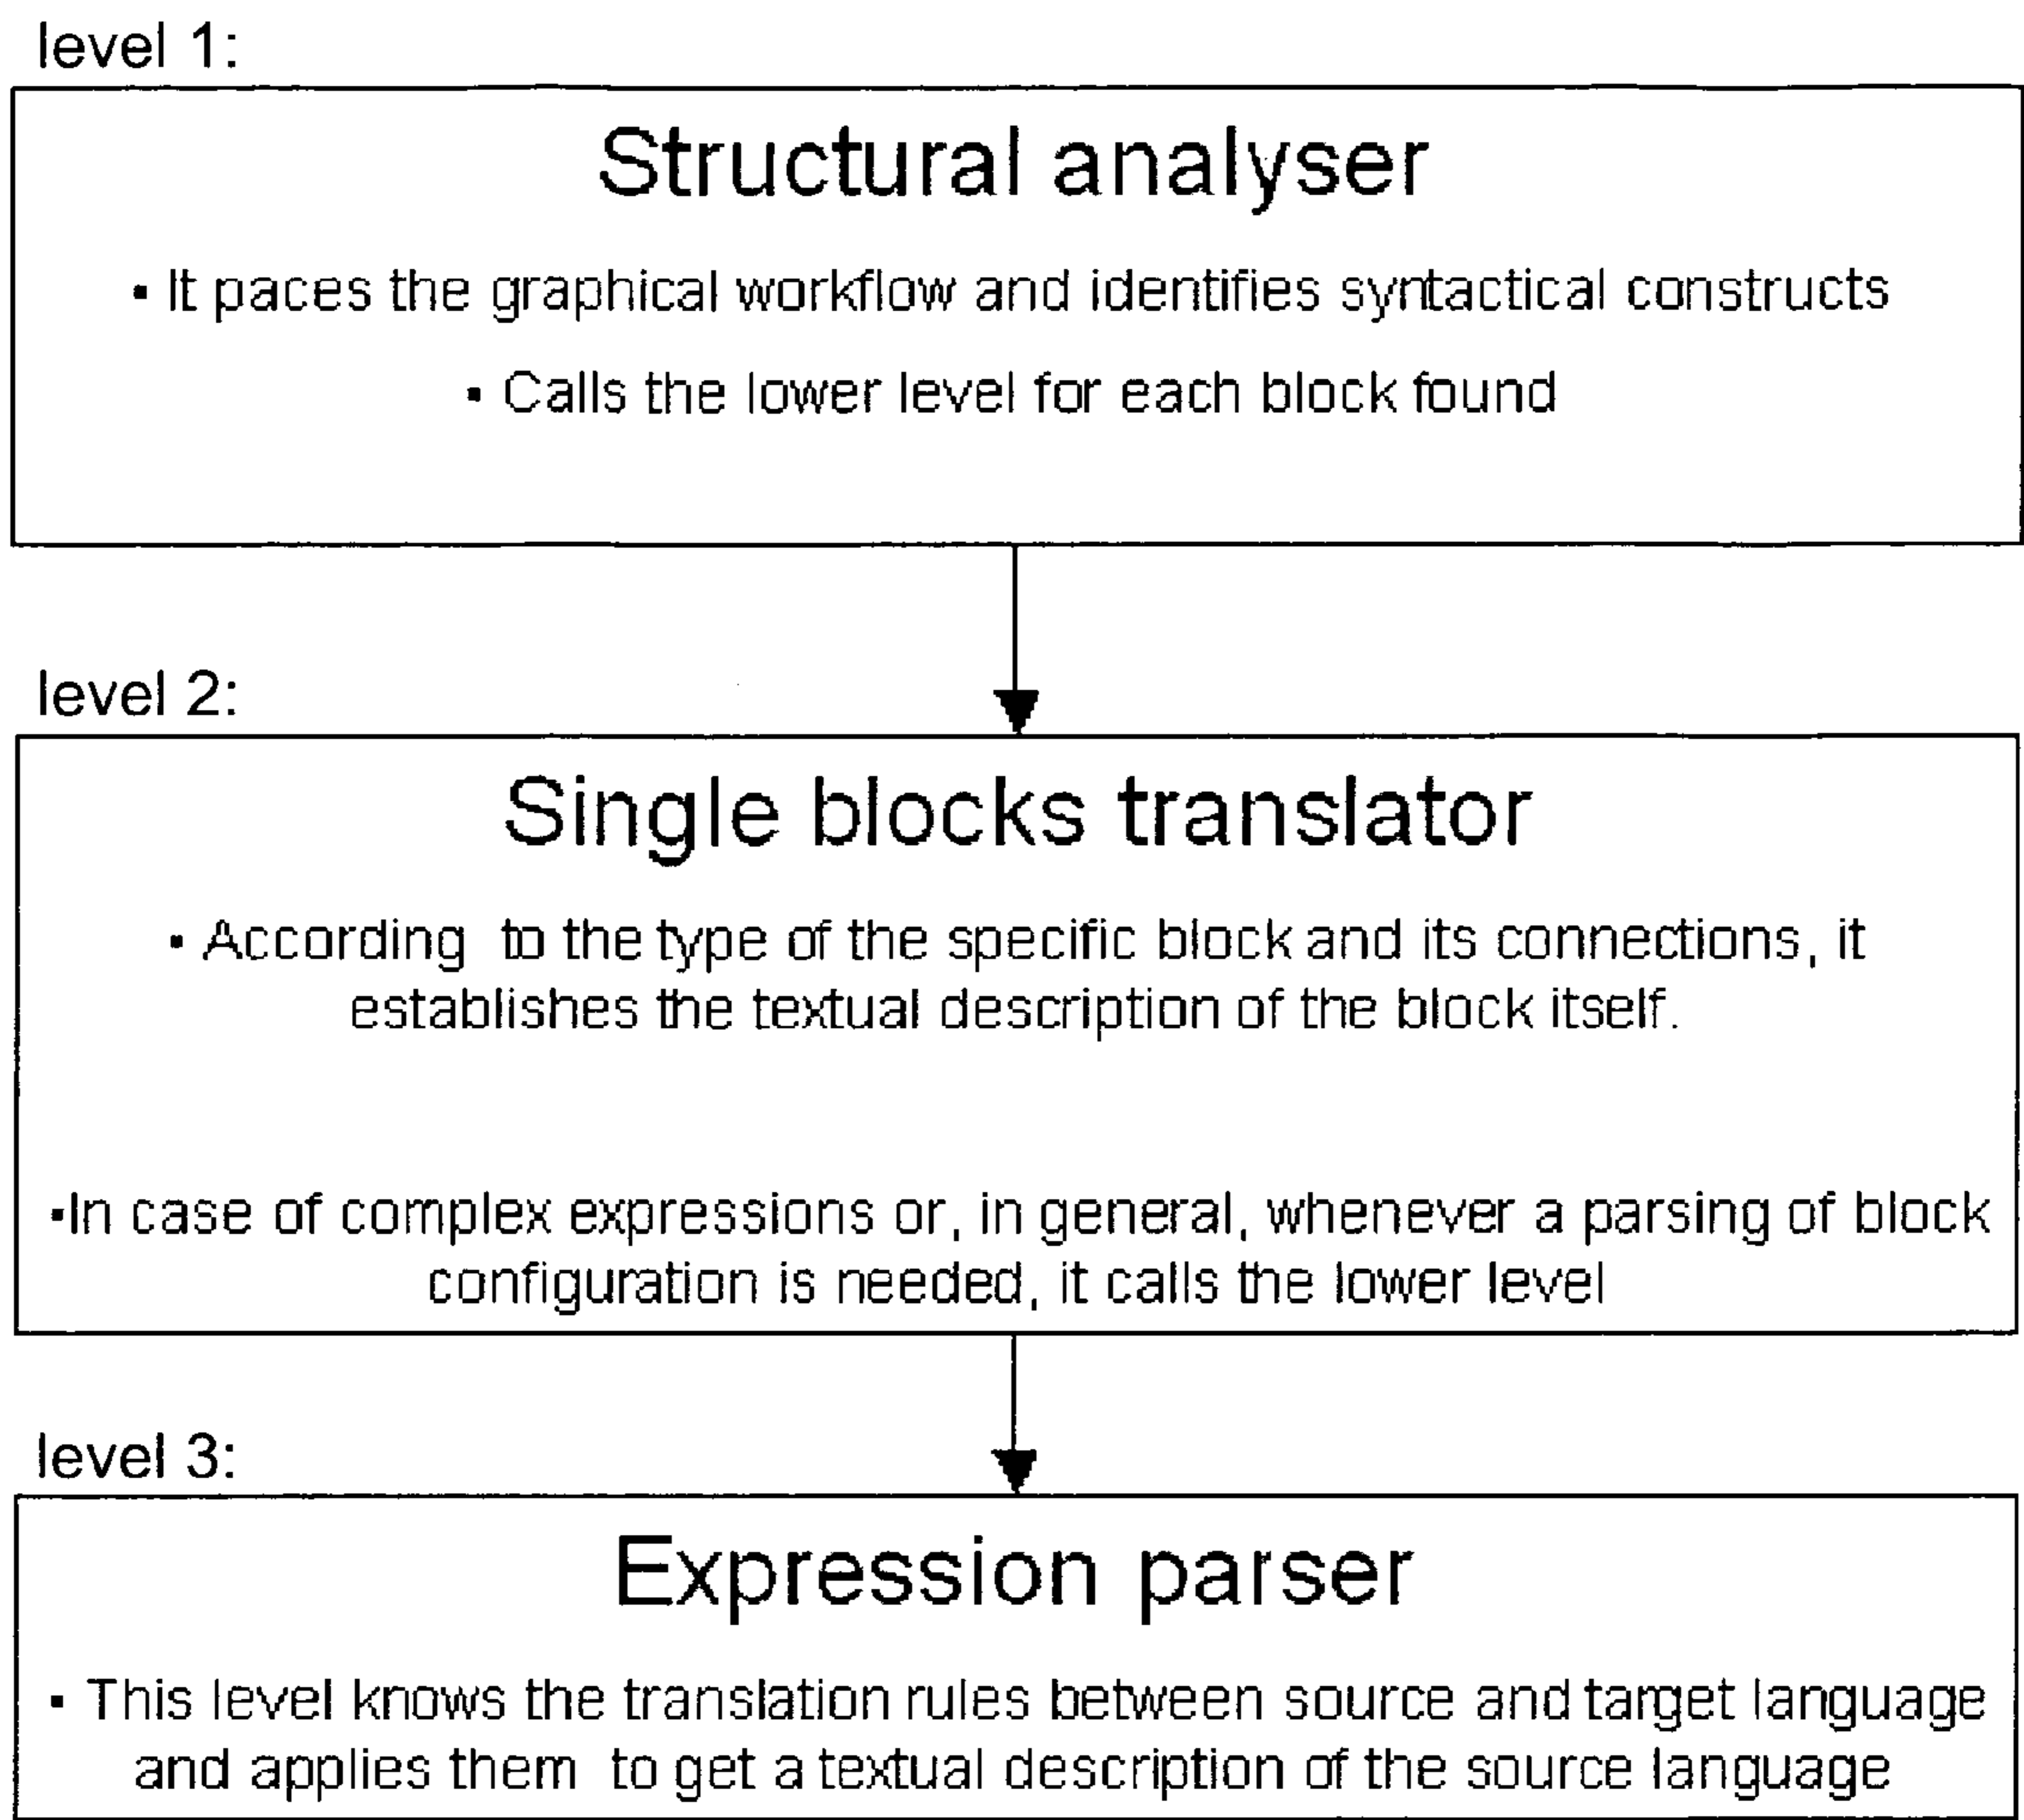 level 1:
Structural analyser
▪ It paces the graphical workflow and identifies syntactical constructs
▪ Calls the lower level for each block found
level 2:
Single blocks translator
▪ According to the type of the specific block and its connections, it
establishes the textual description of the block itself.
▪In case of complex expressions or, in general, whenever a parsing of block
configuration is needed, it calls the lower level
level 3:
Expression parser
▪ This level knows the translation rules between source and target language
and applies them to get a textual description of the source language